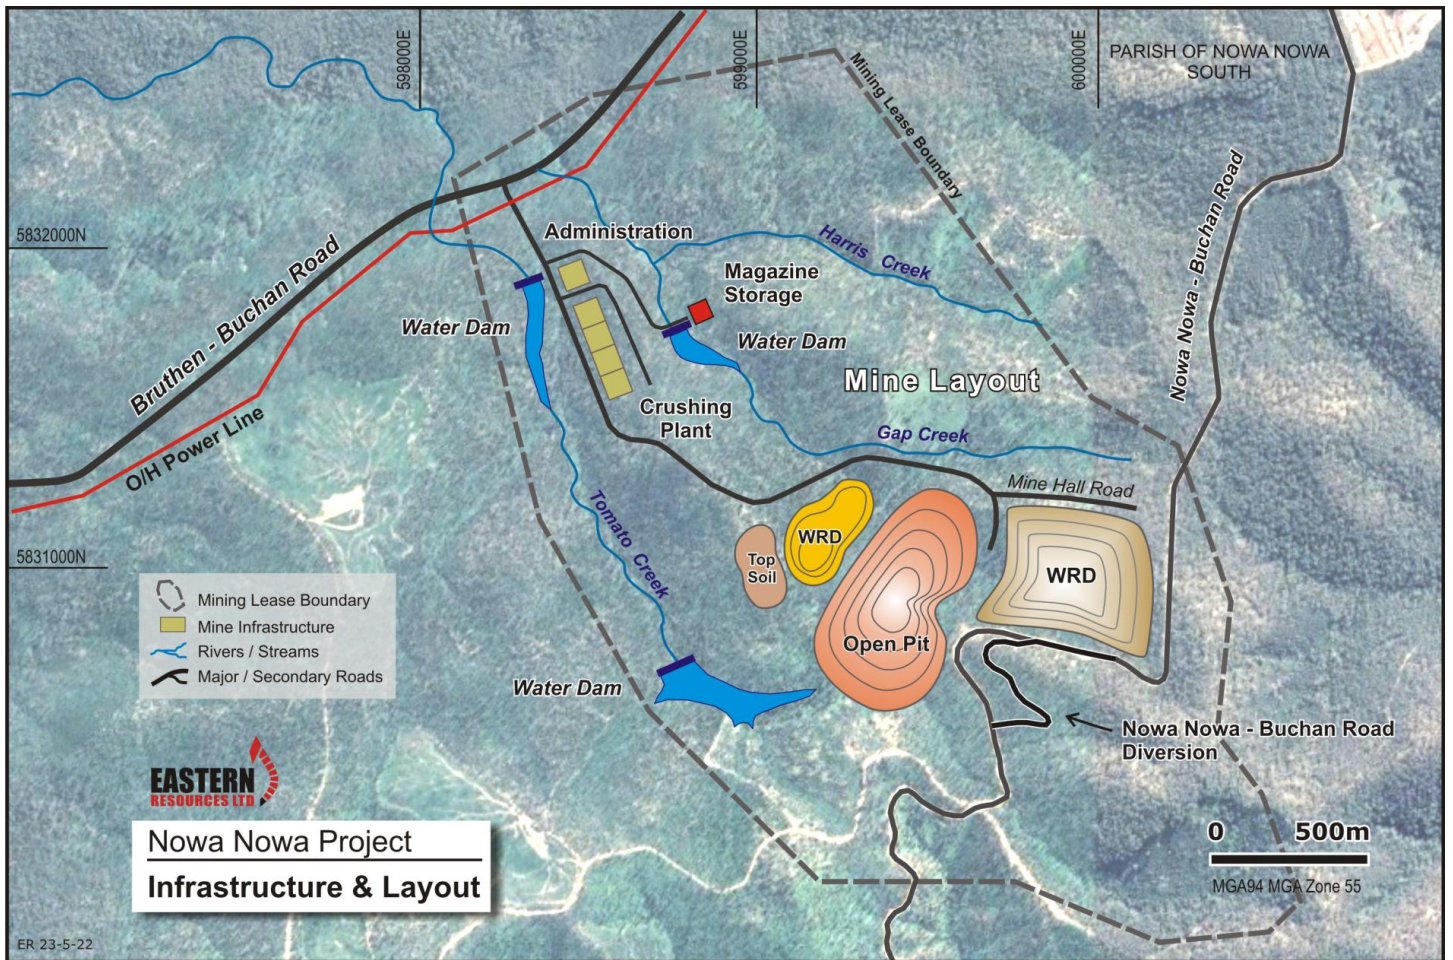 598000E
599000E
600000E
PARISH OF NOWA NOWA
SOUTH
Mining Lease Boundary
5832000N
Bruthen - Buchan Road
O/H Power Line
Administration
Magazine
Storage
Harris Creek
Nowa Nowa - Buchan Road
Water Dam
Water Dam
Mine Layout
Crushing
Plant
Gap Creek
Mine Hall Road
Tomato Creek
5831000N
WRD
Top
Soil
WRD
Open Pit
Mining Lease Boundary
Mine Infrastructure
Rivers / Streams
Major / Secondary Roads
Water Dam
Nowa Nowa - Buchan Road
Diversion
EASTERN
RESOURCES LTD
Nowa Nowa Project
Infrastructure & Layout
0 500m
MGA94 MGA Zone 55
ER 23-5-22